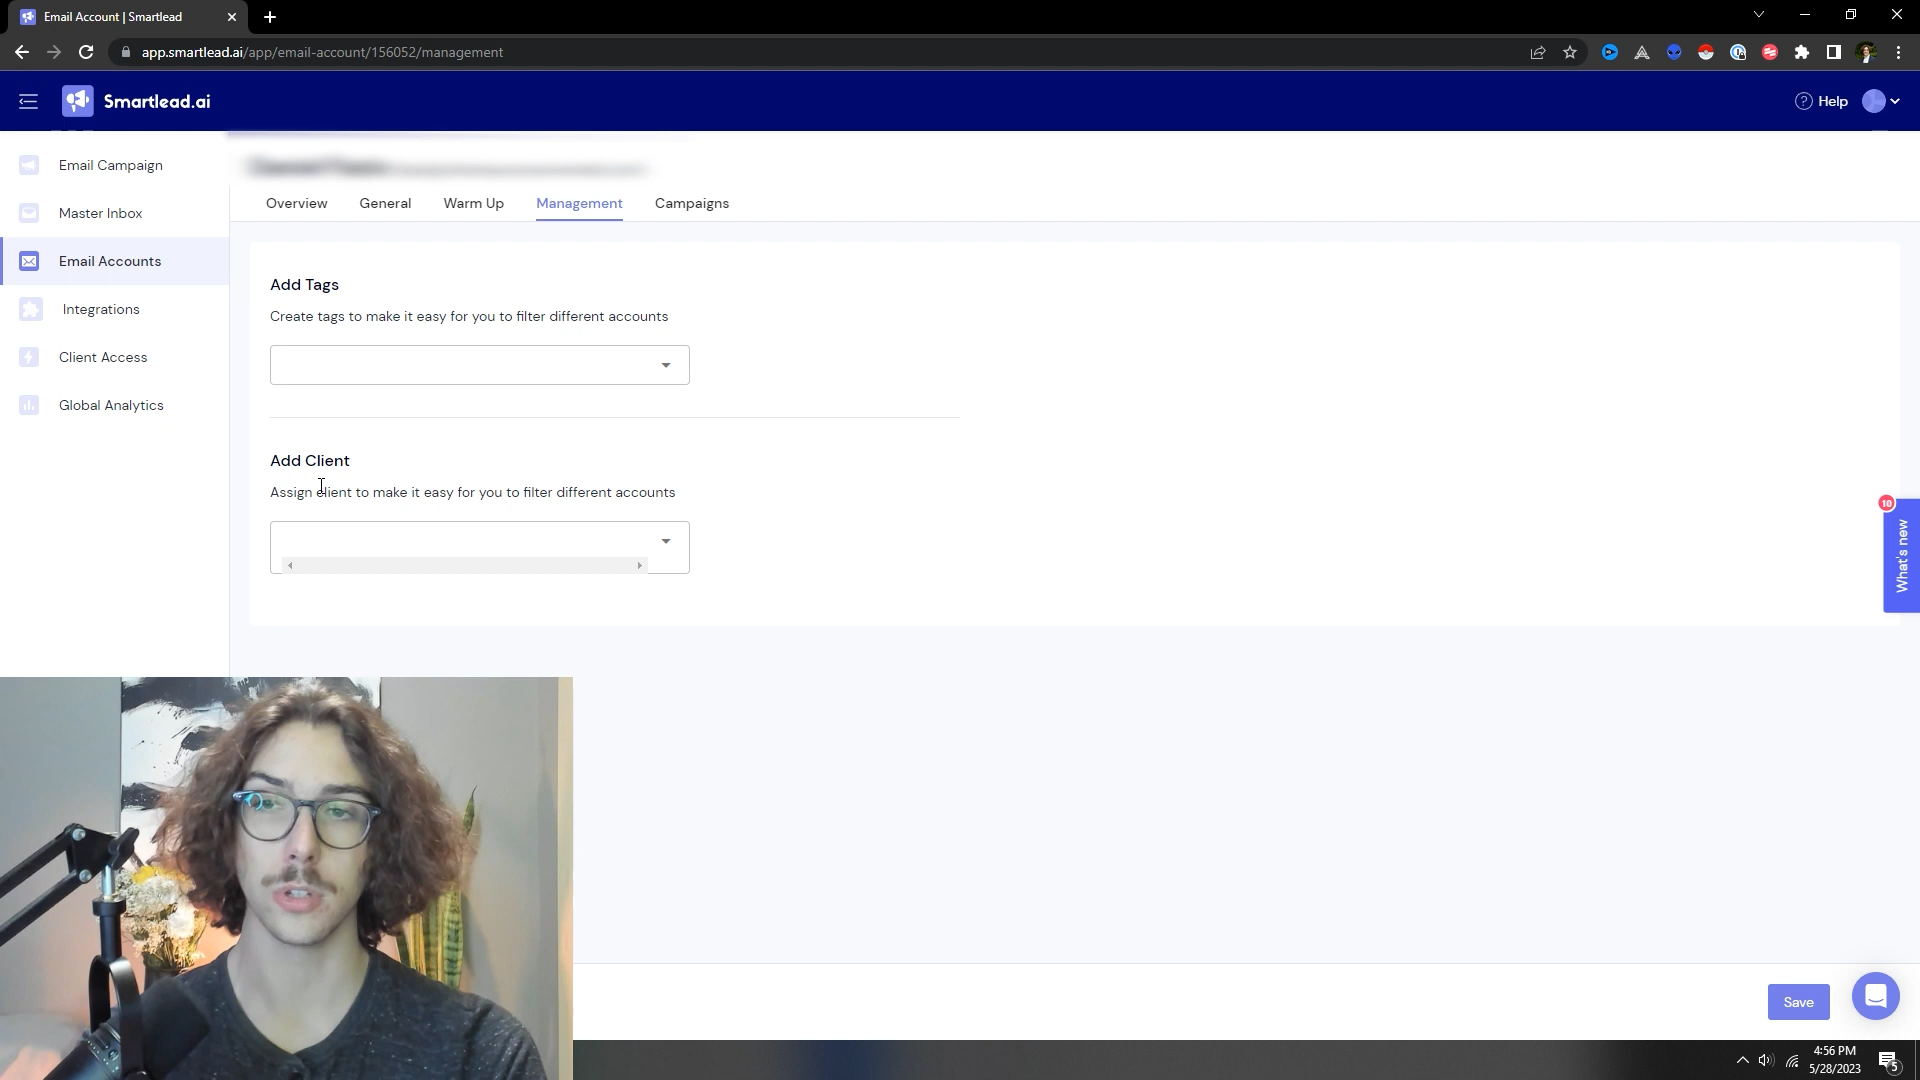 Email Account | Smartlead
app.smartlead.ai/app/email-account/156052/management
Smartlead.ai
Help
Email Campaign
Master Inbox
Email Accounts
Integrations
Client Access
Global Analytics
Overview General Warm Up Management Campaigns
Add Tags
Create tags to make it easy for you to filter different accounts
Add Client
Assign client to make it easy for you to filter different accounts
10
What's new
Save
4:56 PM
5/28/2023
5